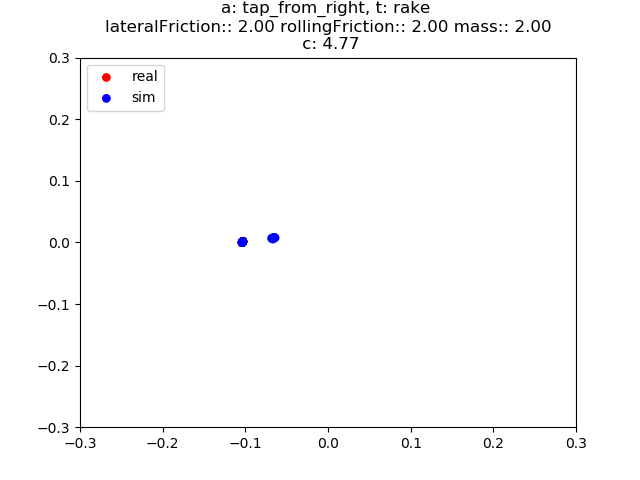 a: tap_from_right, t: rake
lateralFriction:: 2.00 rollingFriction:: 2.00 mass:: 2.00
c: 4.77
real
sim
0.3
0.2
0.1
0.0
−0.1
−0.2
−0.3
−0.3 −0.2 −0.1 0.0 0.1 0.2 0.3